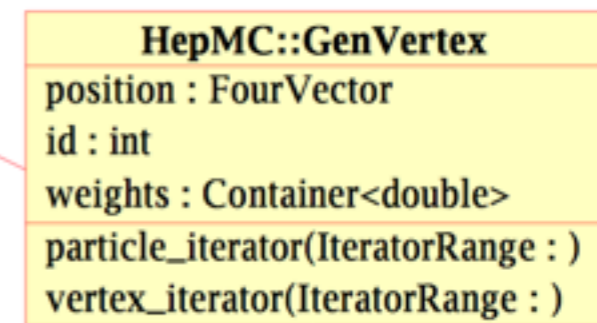 HepMC::GenVertex
position : FourVector
id : int
weights : Container<double>
particle_iterator(IteratorRange : )
vertex_iterator(IteratorRange : )